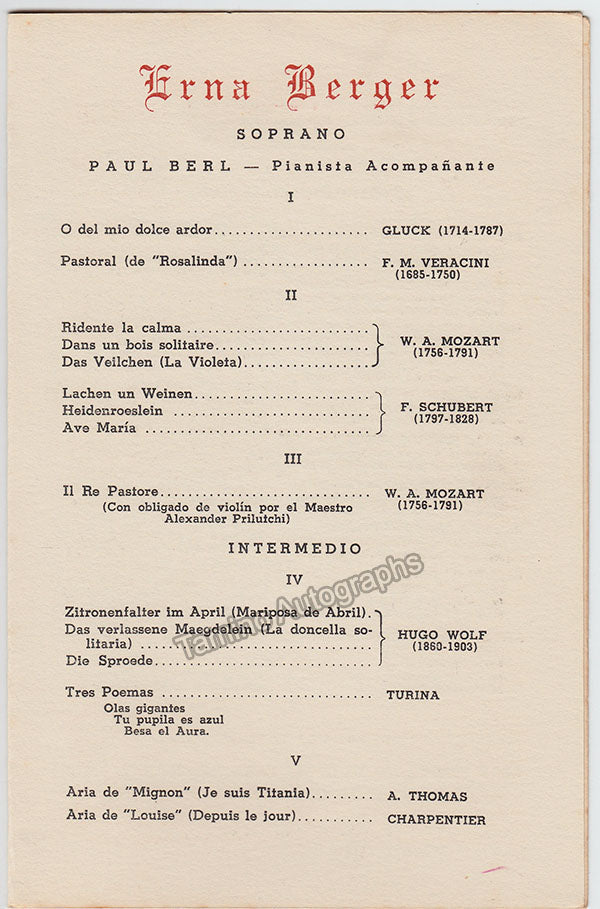 Erna Berger
SOPRANO
PAUL BERL — Pianista Acompañante
I
O del mio dolce ardor...................... GLUCK (1714-1787)
Pastoral (de "Rosalinda") .................. F. M. VERACINI
(1685-1750)
II
Ridente la calma ..........................
Dans un bois solitaire..........................
Das Veilchen (La Violeta)..................
W. A. MOZART
(1756-1791)
Lachen un Weinen.........................
Heidenroeslein ............................
Ave María ................................
F. SCHUBERT
(1797-1828)
III
Il Re Pastore.............................. W. A. MOZART
(Con obligado de violín por el Maestro (1756-1791)
Alexander Prilutchi)
INTERMEDIO
IV
Zitronenfalter im April (Mariposa de Abril).
Das verlassene Maegdelein (La doncella so-
litaria) .................................
Die Sproede...............................
HUGO WOLF
(1860-1903)
Tres Poemas .............................. TURINA
Olas gigantes
Tu pupila es azul
Besa el Aura.
V
Aria de "Mignon" (Je suis Titania)......... A. THOMAS
Aria de "Louise" (Depuis le jour)........... CHARPENTIER
Tamino Autographs